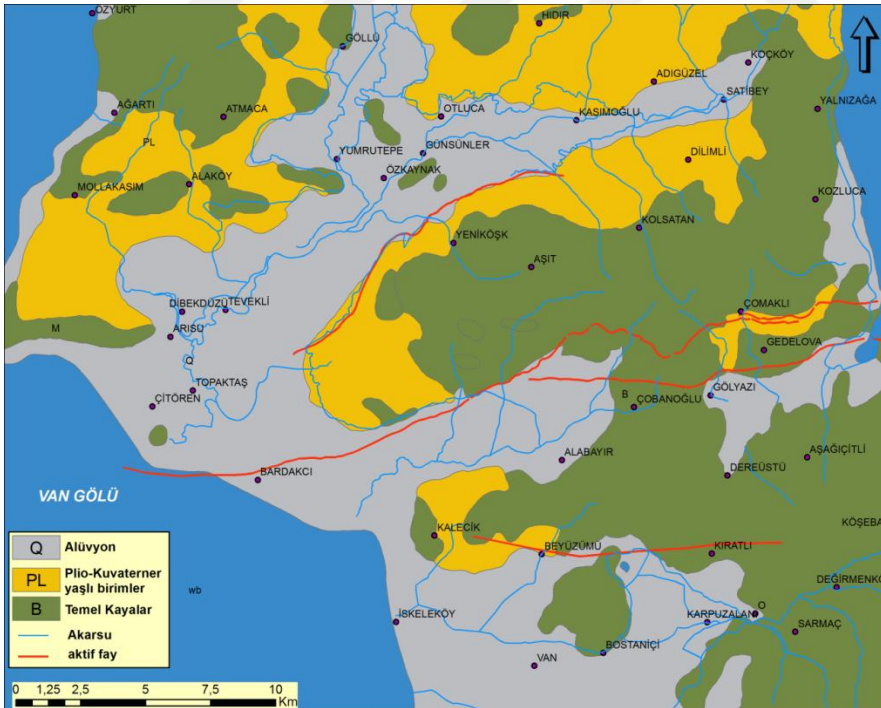 ÖZYURT
HIDIR
GÖLLÜ
KOÇKÖY
ADIGÜZEL
SATIBEY
AĞARTI
ATMACA
OTLUCA
KASIMOĞLU
YALNIZAĞA
PL
YUMRUTEPE
GÜNSÜNLER
DİLİMLİ
MOLLAKASIM
ALAKÖY
ÖZKAYNAK
KOZLUCA
KOLSATAN
YENİKÖŞK
AŞIT
DİBEKDÜZÜ
TEVEKLİ
ÇOMAKLI
M
ARISU
GEDELOVA
Q
TOPAKTAŞ
GÖLYAZI
ÇİTÖREN
B
ÇOBANOĞLU
BARDAKCI
ALABAYIR
AŞAĞIÇİTLİ
DEREÜSTÜ
VAN GÖLÜ
KALECİK
BEYÜZÜMÜ
KIRATLI
KÖŞEBA
DEĞİRMENKÖ
wb
İSKELEKÖY
KARPUZALAN
O
SARMAÇ
BOSTANİÇİ
VAN
Q Alüvyon
PL Plio-Kuvaterner
yaşlı birimler
B Temel Kayalar
Akarsu
aktif fay
0 1,25 2,5 5 7,5 10
Km